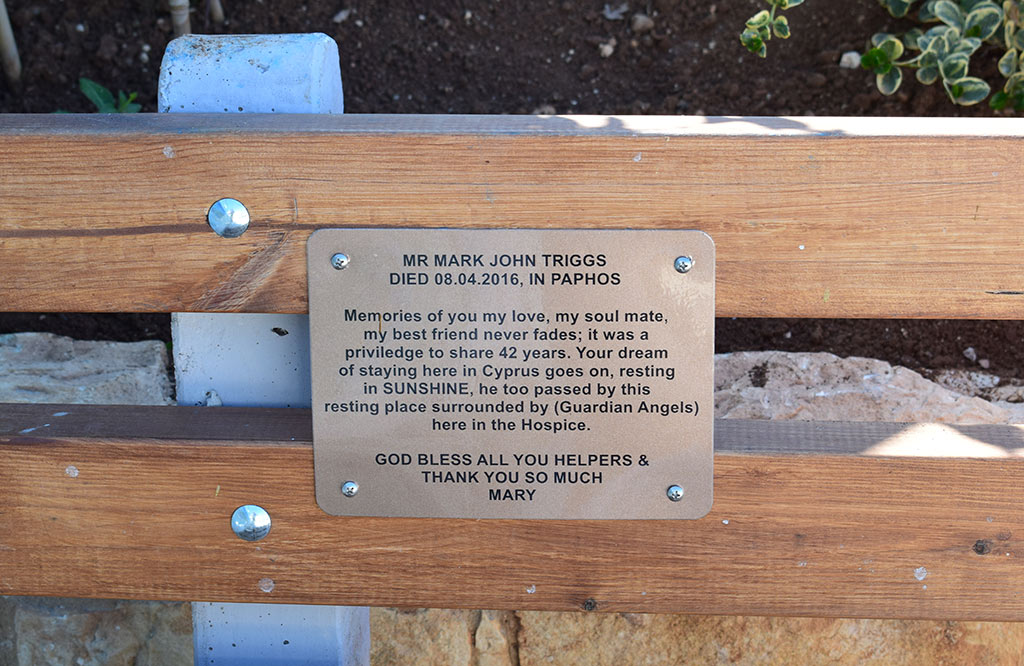 MR MARK JOHN TRIGGS
DIED 08.04.2016, IN PAPHOS
Memories of you my love, my soul mate,
my best friend never fades; it was a
priviledge to share 42 years. Your dream
of staying here in Cyprus goes on, resting
in SUNSHINE, he too passed by this
resting place surrounded by (Guardian Angels)
here in the Hospice.
GOD BLESS ALL YOU HELPERS &
THANK YOU SO MUCH
MARY